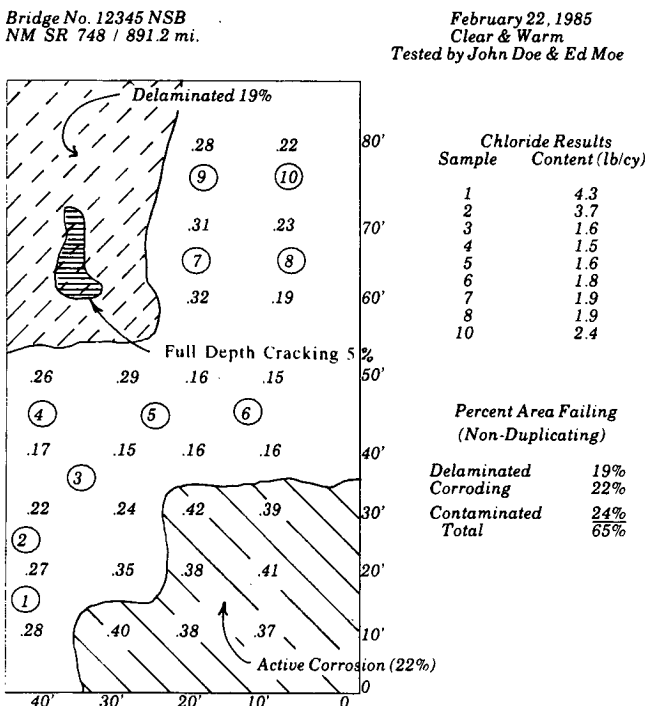 Bridge No. 12345 NSB
NM SR 748 / 891.2 mi.
February 22, 1985
Clear & Warm
Tested by John Doe & Ed Moe
Delaminated 19%
.28 .22 80'
9 10
.31 .23 70'
7 8
.32 .19 60'
Full Depth Cracking 5%
.26 .29 .16 .15 50'
4 5 6
.17 .15 .16 .16 40'
3
.22 .24 .42 .39 30'
2
.27 .35 .38 .41 20'
1
.28 .40 .38 .37 10'
Active Corrosion (22%)
0
40' 30' 20' 10' 0
Chloride Results
Sample Content (lb/cy)
1 4.3
2 3.7
3 1.6
4 1.5
5 1.6
6 1.8
7 1.9
8 1.9
10 2.4
Percent Area Failing
(Non-Duplicating)
Delaminated 19%
Corroding 22%
Contaminated 24%
Total 65%